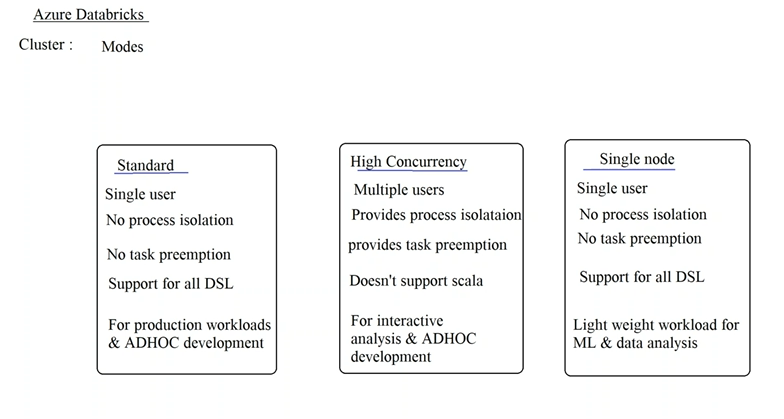 Azure Databricks
Cluster : Modes
Standard
Single user
No process isolation
No task preemption
Support for all DSL
For production workloads
& ADHOC development
High Concurrency
Multiple users
Provides process isolataion
provides task preemption
Doesn't support scala
For interactive
analysis & ADHOC
development
Single node
Single user
No process isolation
No task preemption
Support for all DSL
Light weight workload for
ML & data analysis